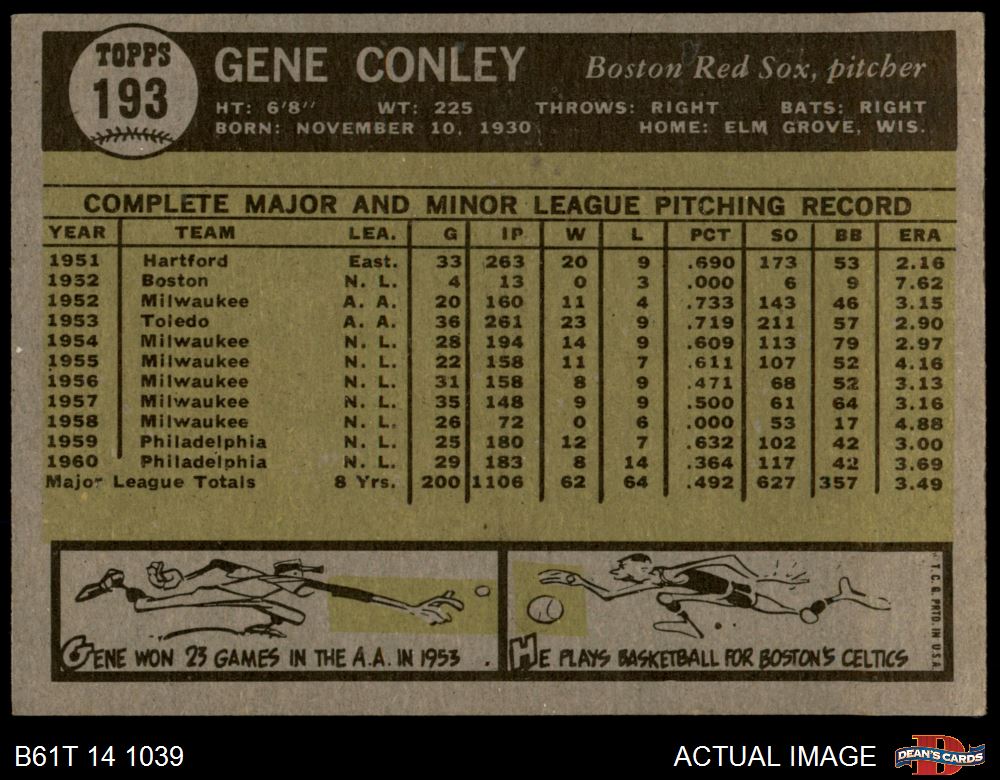 TOPPS
193
GENE CONLEY Boston Red Sox, pitcher
HT: 6'8" WT: 225 THROWS: RIGHT BATS: RIGHT
BORN: NOVEMBER 10, 1930 HOME: ELM GROVE, WIS.
COMPLETE MAJOR AND MINOR LEAGUE PITCHING RECORD
YEAR TEAM LEA. G IP W L PCT SO BB ERA
1951 Hartford East. 33 263 20 9 .690 173 53 2.16
1952 Boston N. L. 4 13 0 3 .000 6 9 7.62
1952 Milwaukee A. A. 20 160 11 4 .733 143 46 3.15
1953 Toledo A. A. 36 261 23 9 .719 211 57 2.90
1954 Milwaukee N. L. 28 194 14 9 .609 113 79 2.97
1955 Milwaukee N. L. 22 158 11 7 .611 107 52 4.16
1956 Milwaukee N. L. 31 158 8 9 .471 68 52 3.13
1957 Milwaukee N. L. 35 148 9 9 .500 61 64 3.16
1958 Milwaukee N. L. 26 72 0 6 .000 53 17 4.88
1959 Philadelphia N. L. 25 180 12 7 .632 102 42 3.00
1960 Philadelphia N. L. 29 183 8 14 .364 117 42 3.69
Major League Totals 8 Yrs. 200 1106 62 64 .492 627 357 3.49
GENE WON 23 GAMES IN THE A.A. IN 1953.
HE PLAYS BASKETBALL FOR BOSTON'S CELTICS
T. C. G. PRTD. IN U.S.A.
B61T 14 1039 ACTUAL IMAGE
DEAN'S CARDS